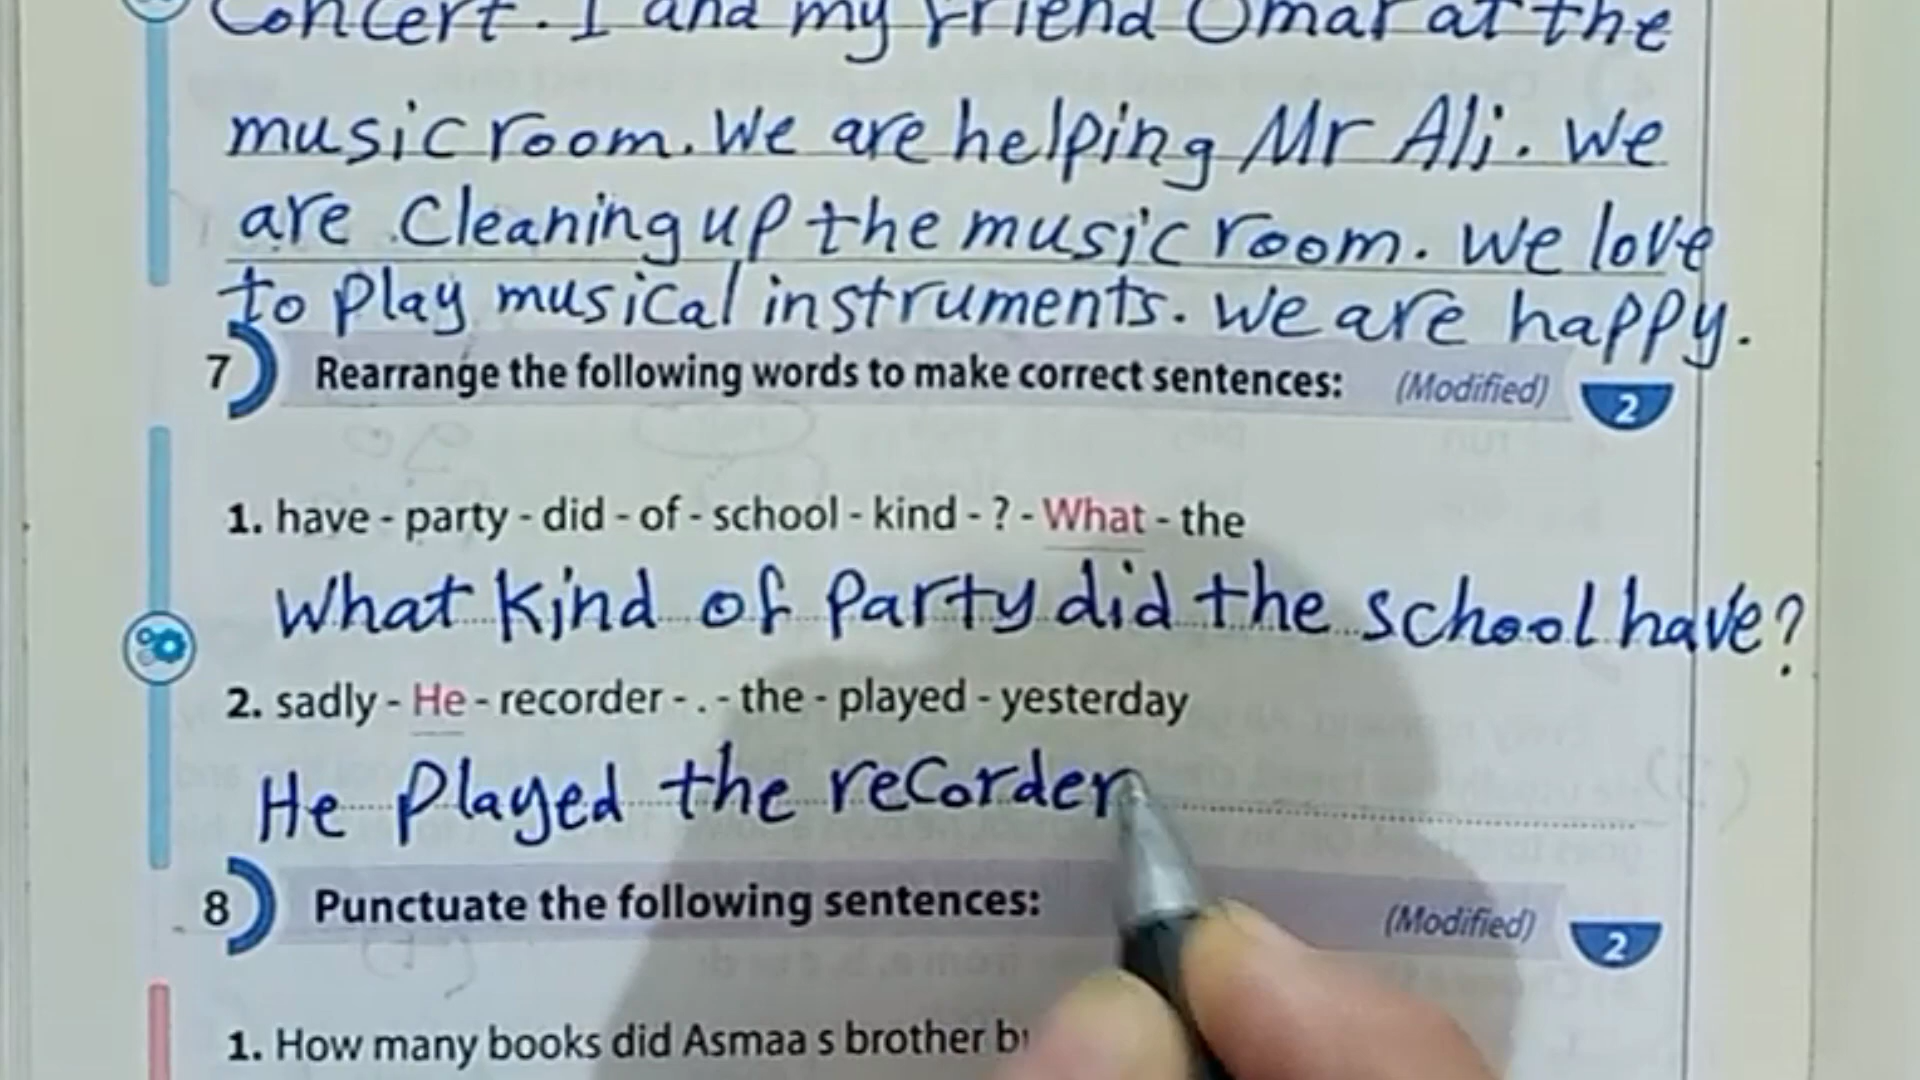 Concert. I and my friend Omar at the
music room. We are helping Mr Ali. We
are Cleaning up the music room. We love
to play musical instruments. We are happy.
7 Rearrange the following words to make correct sentences: (Modified) 2
1. have - party - did - of - school - kind - ? - What - the
What kind of Party did the school have?
2. sadly - He - recorder - . - the - played - yesterday
He played the recorder
8 Punctuate the following sentences: (Modified) 2
1. How many books did Asmaa s brother